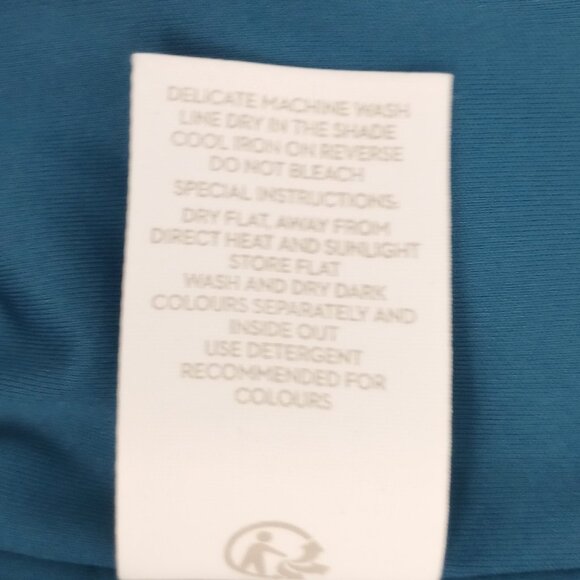 DELICATE MACHINE WASH
LINE DRY IN THE SHADE
COOL IRON ON REVERSE
DO NOT BLEACH
SPECIAL INSTRUCTIONS:
DRY FLAT, AWAY FROM
DIRECT HEAT AND SUNLIGHT
STORE FLAT
WASH AND DRY DARK
COLOURS SEPARATELY AND
INSIDE OUT
USE DETERGENT
RECOMMENDED FOR
COLOURS